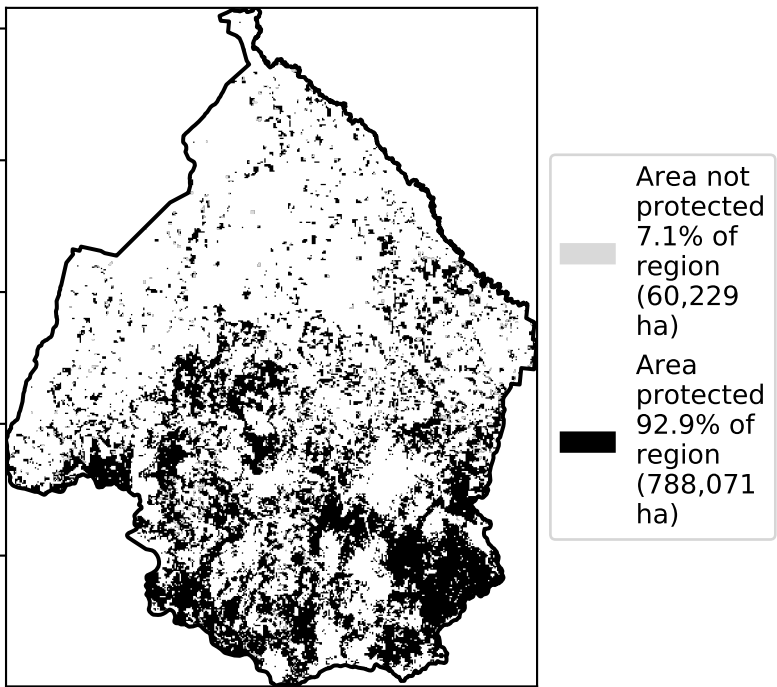 Area not
protected
7.1% of
region
(60,229
ha)
Area
protected
92.9% of
region
(788,071
ha)